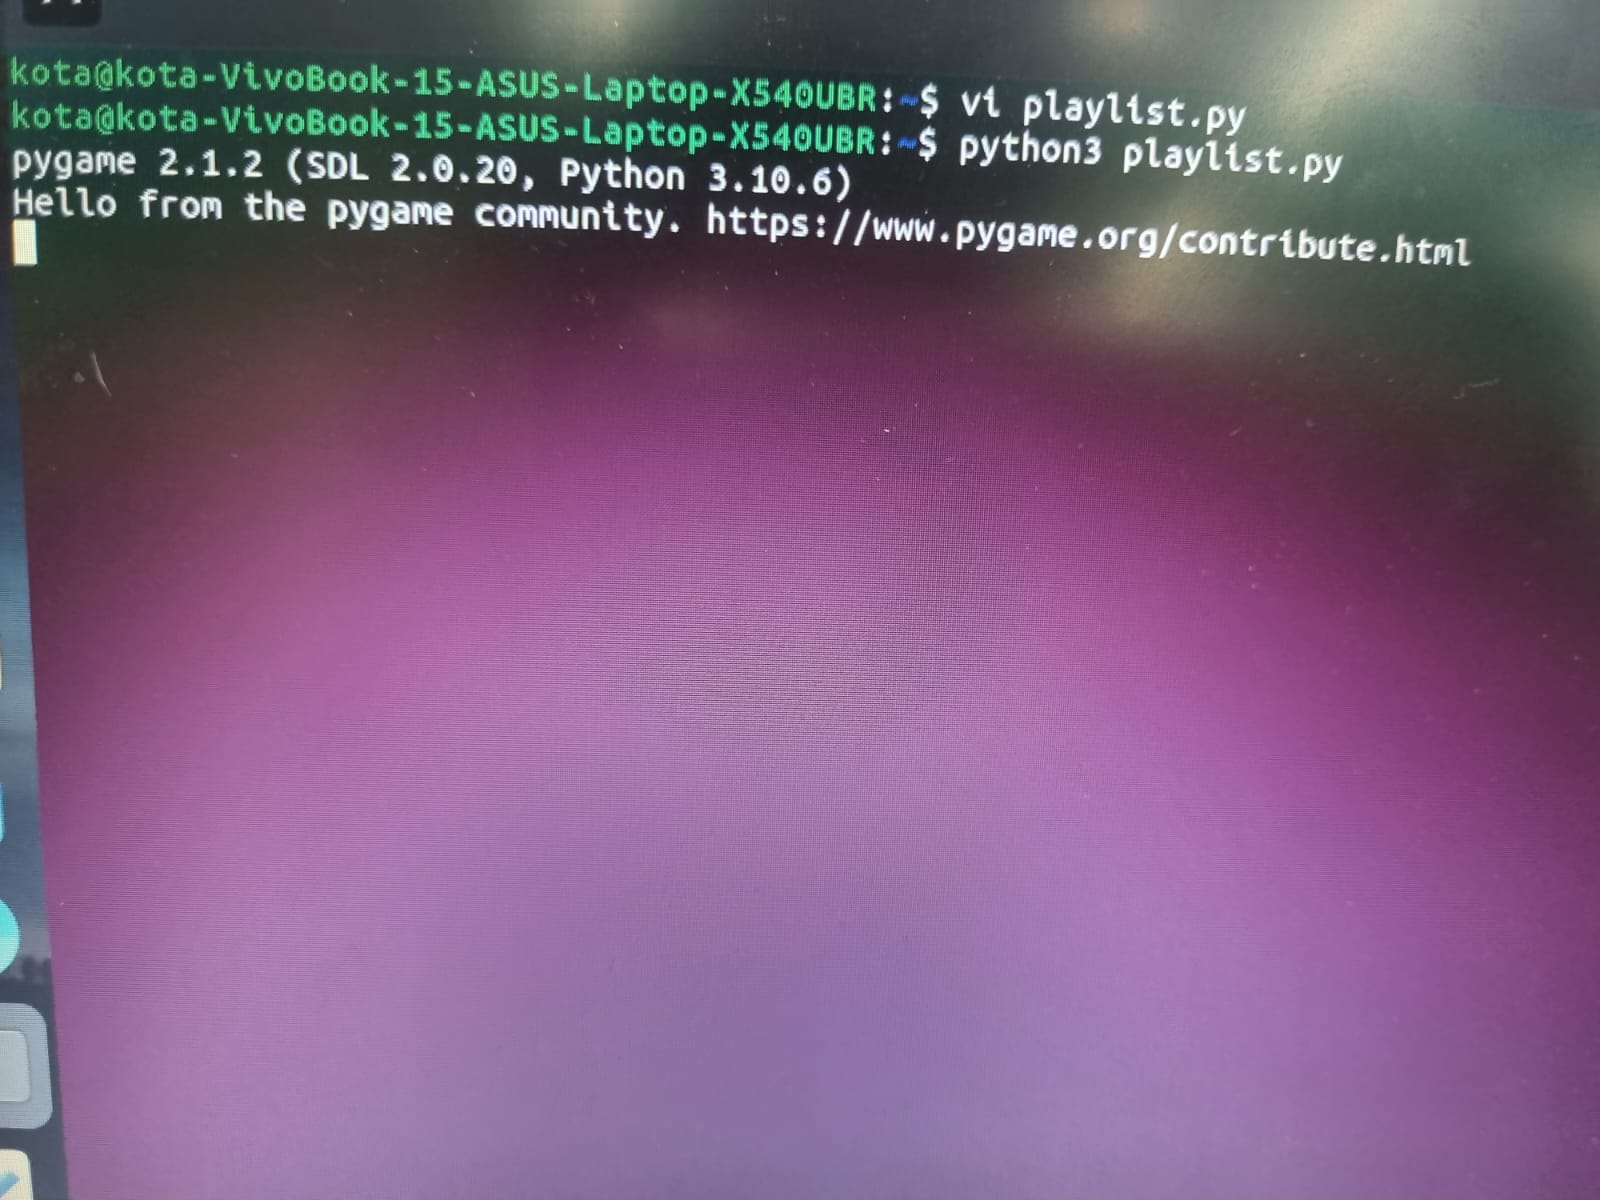 kota@kota-VivoBook-15-ASUS-Laptop-X540UBR:~$ vi playlist.py
kota@kota-VivoBook-15-ASUS-Laptop-X540UBR:~$ python3 playlist.py
pygame 2.1.2 (SDL 2.0.20, Python 3.10.6)
Hello from the pygame community. https://www.pygame.org/contribute.html